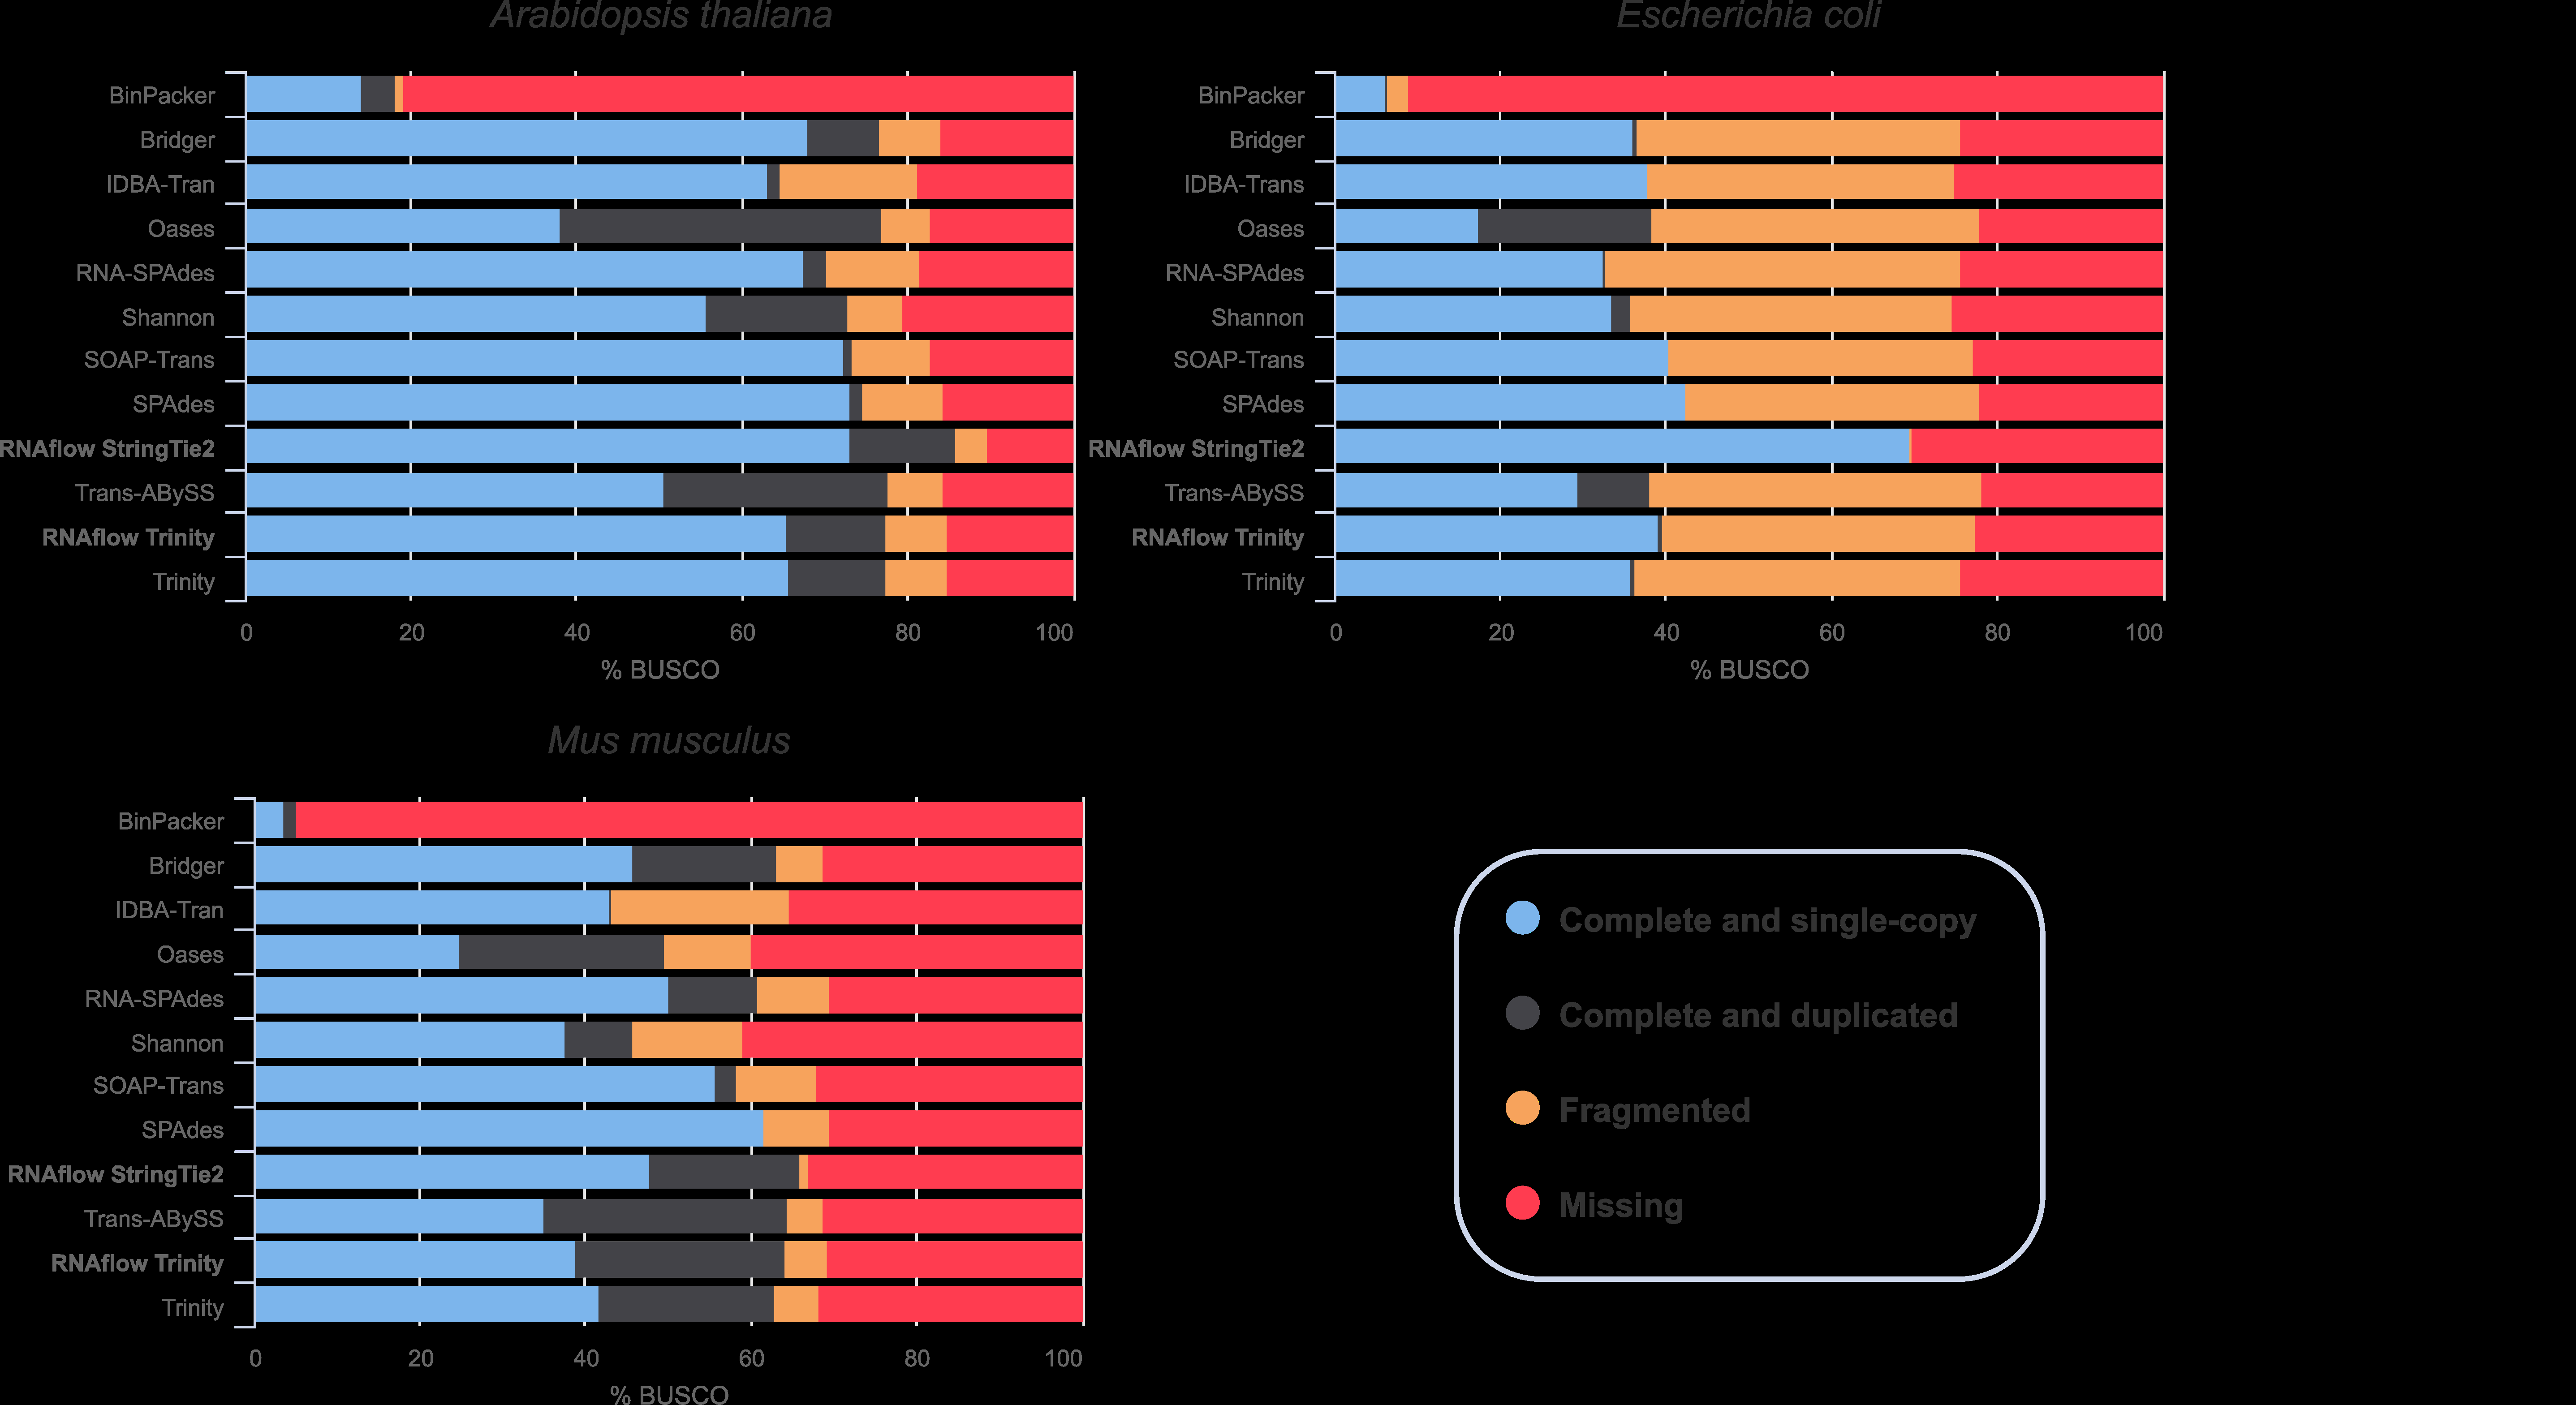 Arabidopsis thaliana
BinPacker
Bridger
IDBA-Tran
Oases
RNA-SPAdes
Shannon
SOAP-Trans
SPAdes
RNAflow StringTie2
Trans-ABySS
RNAflow Trinity
Trinity
0 20 40 60 80 100
% BUSCO
Escherichia coli
BinPacker
Bridger
IDBA-Trans
Oases
RNA-SPAdes
Shannon
SOAP-Trans
SPAdes
RNAflow StringTie2
Trans-ABySS
RNAflow Trinity
Trinity
0 20 40 60 80 100
% BUSCO
Mus musculus
BinPacker
Bridger
IDBA-Tran
Oases
RNA-SPAdes
Shannon
SOAP-Trans
SPAdes
RNAflow StringTie2
Trans-ABySS
RNAflow Trinity
Trinity
0 20 40 60 80 100
% BUSCO
Complete and single-copy
Complete and duplicated
Fragmented
Missing